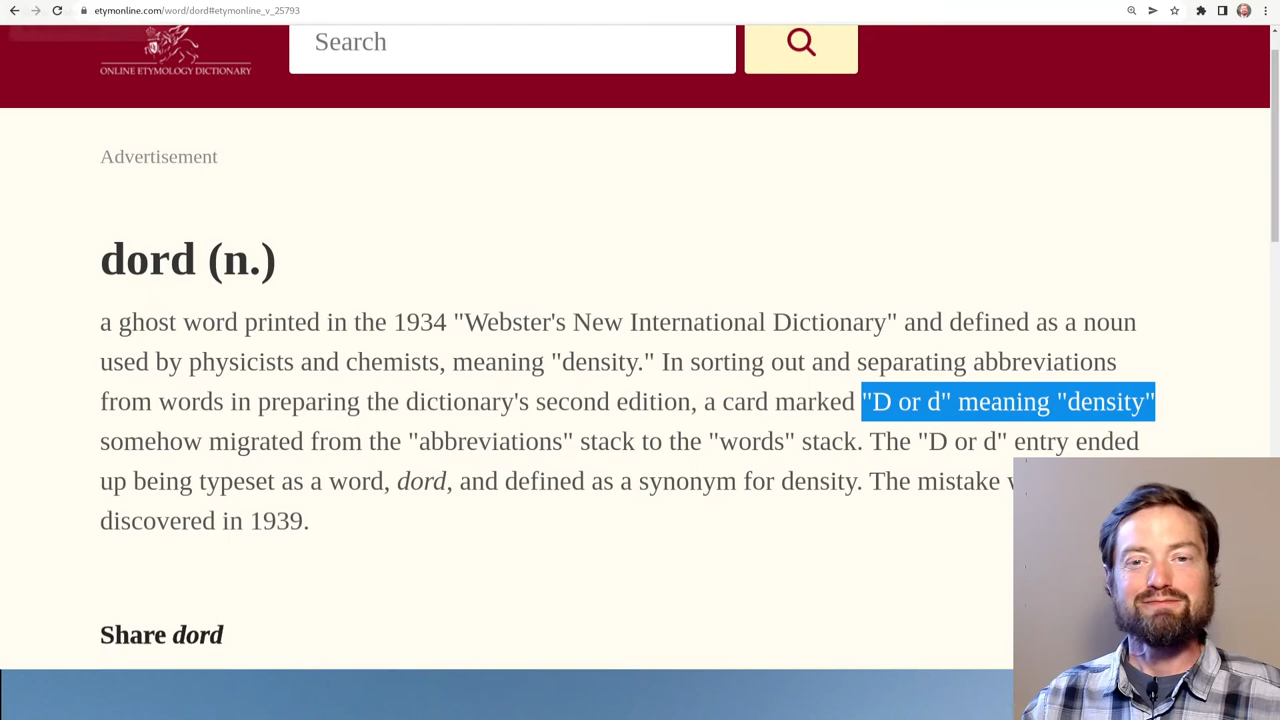 etymonline.com/word/dord#etymonline_v_25793
Search
ONLINE ETYMOLOGY DICTIONARY
Advertisement
dord (n.)
a ghost word printed in the 1934 "Webster's New International Dictionary" and defined as a noun
used by physicists and chemists, meaning "density." In sorting out and separating abbreviations
from words in preparing the dictionary's second edition, a card marked "D or d" meaning "density"
somehow migrated from the "abbreviations" stack to the "words" stack. The "D or d" entry ended
up being typeset as a word, dord, and defined as a synonym for density. The mistake
discovered in 1939.
Share dord